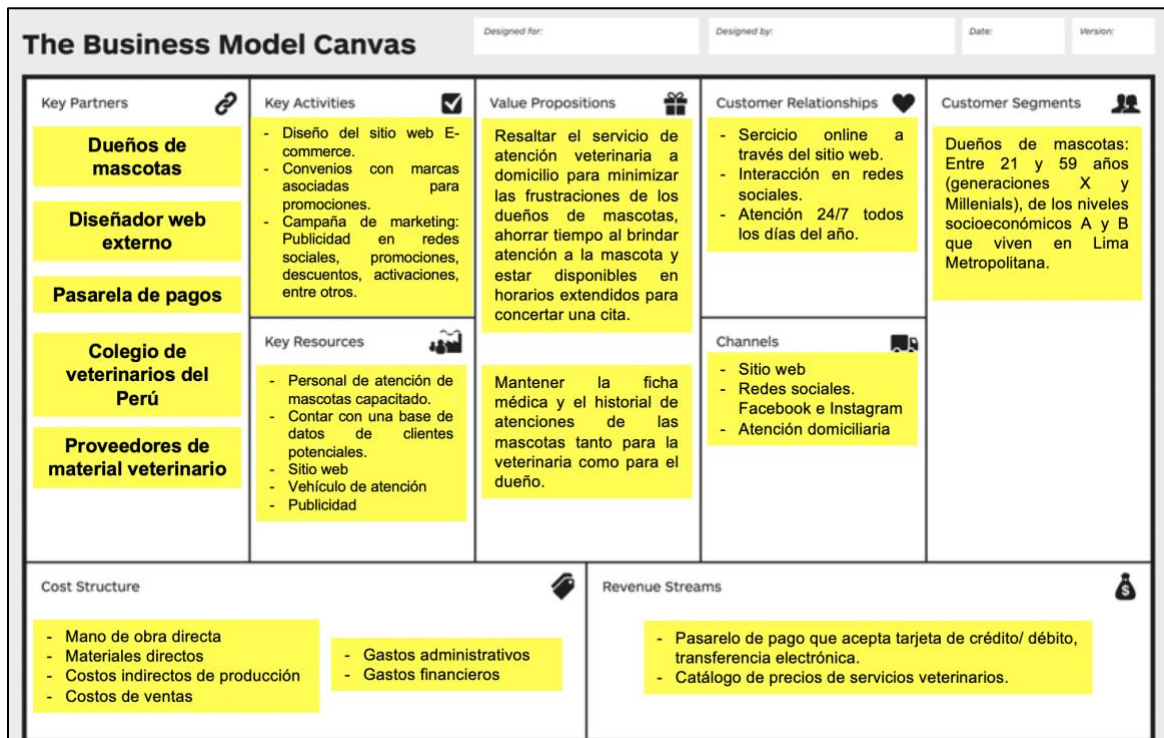 The Business Model Canvas
Designed for:
Designed by:
Date:
Version:
Key Partners
Dueños de
mascotas
Diseñador web
externo
Pasarela de pagos
Colegio de
veterinarios del
Perú
Proveedores de
material veterinario
Key Activities
- Diseño del sitio web E-
commerce.
- Convenios con marcas
asociadas para
promociones.
- Campaña de marketing:
Publicidad en redes
sociales, promociones,
descuentos, activaciones,
entre otros.
Key Resources
- Personal de atención de
mascotas capacitado.
- Contar con una base de
datos de clientes
potenciales.
- Sitio web
- Vehículo de atención
- Publicidad
Value Propositions
Resaltar el servicio de
atención veterinaria a
domicilio para minimizar
las frustraciones de los
dueños de mascotas,
ahorrar tiempo al brindar
atención a la mascota y
estar disponibles en
horarios extendidos para
concertar una cita.
Mantener la ficha
médica y el historial de
atenciones de las
mascotas tanto para la
veterinaria como para el
dueño.
Customer Relationships
- Sercicio online a
través del sitio web.
- Interacción en redes
sociales.
- Atención 24/7 todos
los días del año.
Channels
- Sitio web
- Redes sociales.
Facebook e Instagram
- Atención domiciliaria
Customer Segments
Dueños de mascotas:
Entre 21 y 59 años
(generaciones X y
Millenials), de los niveles
socioeconómicos A y B
que viven en Lima
Metropolitana.
Cost Structure
- Mano de obra directa
- Materiales directos
- Costos indirectos de producción
- Costos de ventas
- Gastos administrativos
- Gastos financieros
Revenue Streams
- Pasarelo de pago que acepta tarjeta de crédito/ débito,
transferencia electrónica.
- Catálogo de precios de servicios veterinarios.